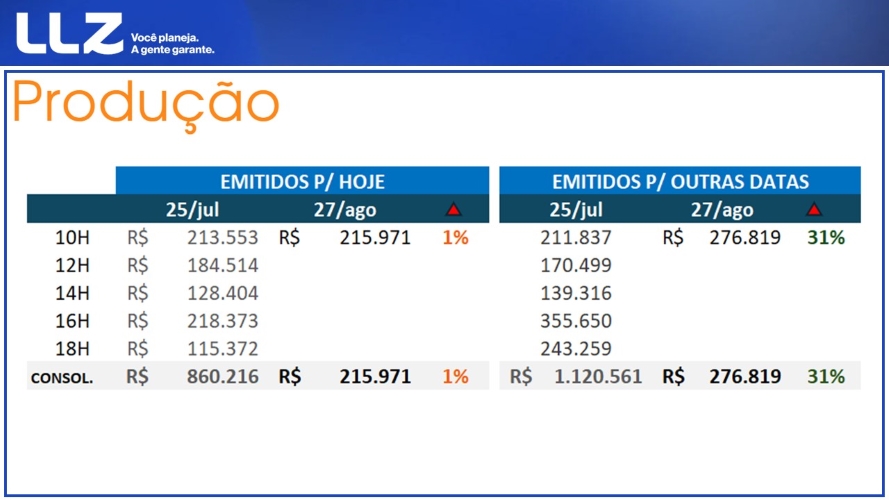 LLZ Você planeja.
A gente garante.
Produção
EMITIDOS P/ HOJE EMITIDOS P/ OUTRAS DATAS
25/jul 27/ago 25/jul 27/ago
10H R$ 213.553 R$ 215.971 1% 211.837 R$ 276.819 31%
12H R$ 184.514 170.499
14H R$ 128.404 139.316
16H R$ 218.373 355.650
18H R$ 115.372 243.259
CONSOL. R$ 860.216 R$ 215.971 1% R$ 1.120.561 R$ 276.819 31%